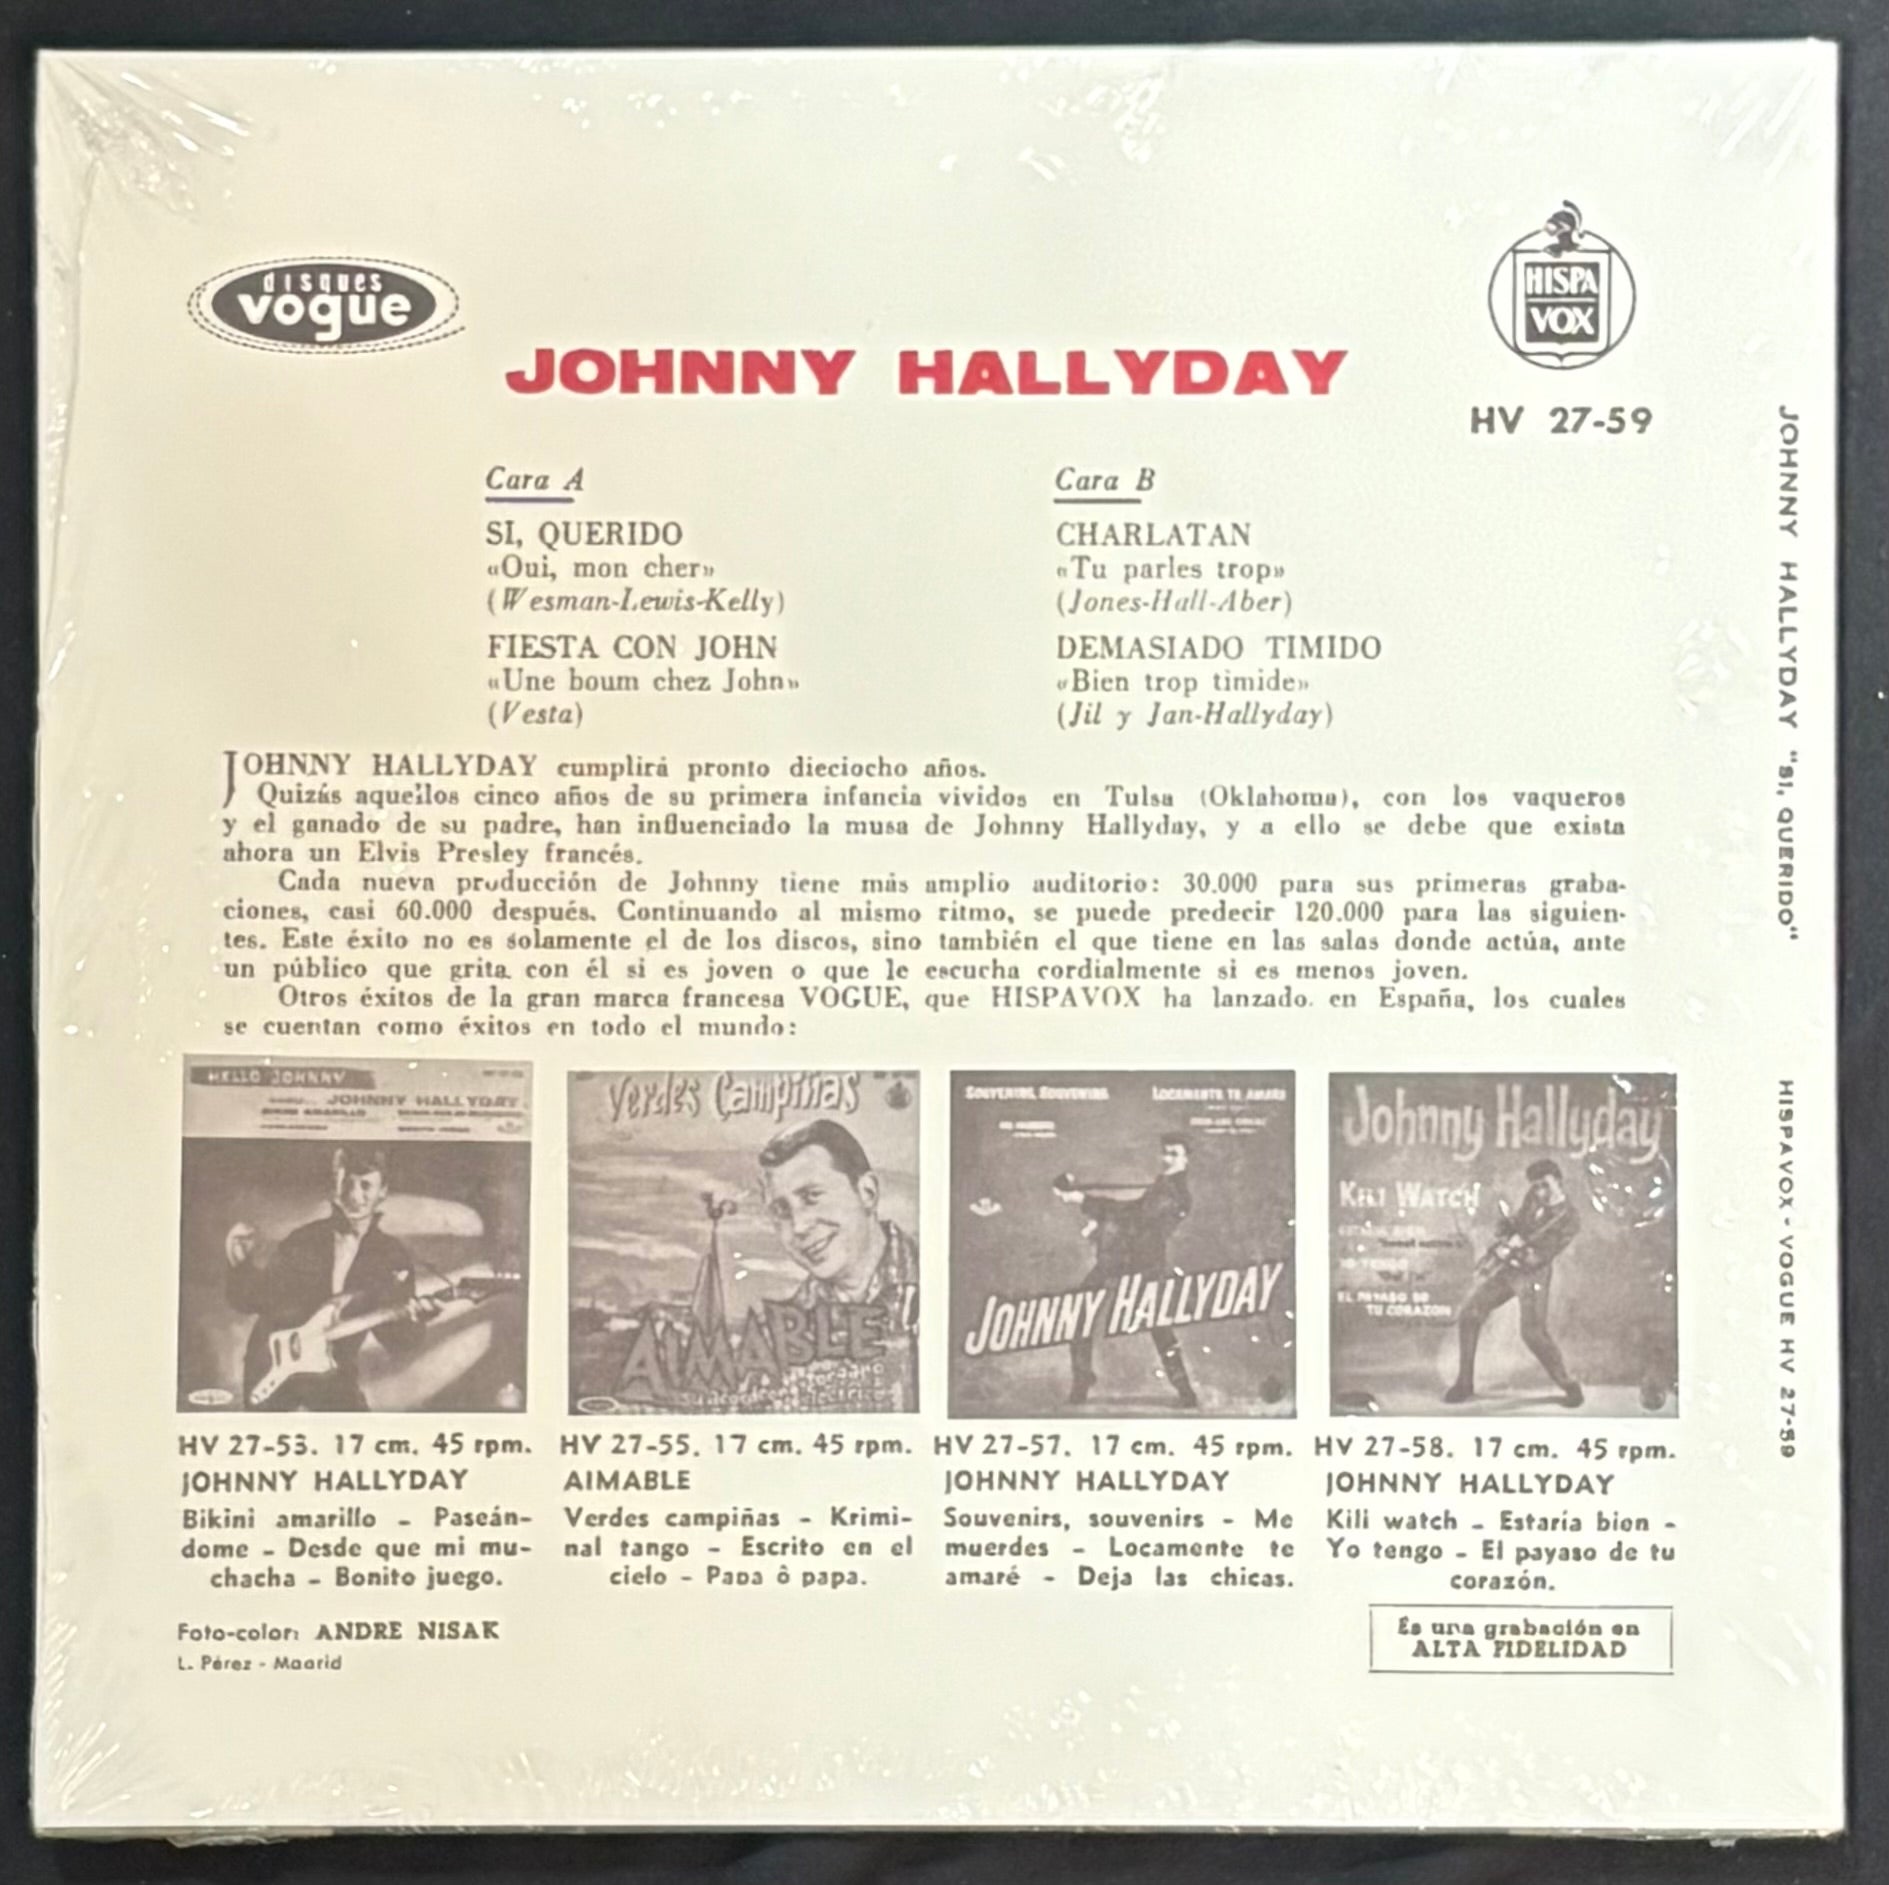 disques
vogue
HISPA
VOX
JOHNNY HALLYDAY
HV 27-59
Cara A
SI, QUERIDO
«Oui, mon cher»
(Wesman-Lewis-Kelly)
FIESTA CON JOHN
«Une boum chez John»
(Vesta)
Cara B
CHARLATAN
«Tu parles trop»
(Jones-Hall-Aber)
DEMASIADO TIMIDO
«Bien trop timide»
(Jil y Jan-Hallyday)
JOHNNY HALLYDAY cumplirá pronto dieciocho años.
Quizás aquellos cinco años de su primera infancia vividos en Tulsa (Oklahoma), con los vaqueros
y el ganado de su padre, han influenciado la musa de Johnny Hallyday, y a ello se debe que exista
ahora un Elvis Presley francés.
Cada nueva producción de Johnny tiene más amplio auditorio: 30.000 para sus primeras graba-
ciones, casi 60.000 después. Continuando al mismo ritmo, se puede predecir 120.000 para las siguien-
tes. Este éxito no es solamente el de los discos, sino también el que tiene en las salas donde actúa, ante
un público que grita con él si es joven o que le escucha cordialmente si es menos joven.
Otros éxitos de la gran marca francesa VOGUE, que HISPAVOX ha lanzado en España, los cuales
se cuentan como éxitos en todo el mundo:
HELLO JOHNNY
JOHNNY HALLYDAY
Verdes Campiñas
AIMABLE
SOUVENIRS, SOUVENIRS
LOCAMENTE TE AMARÉ
JOHNNY HALLYDAY
Johnny Hallyday
KILI WATCH
EL PAYASO DE
TU CORAZON
HV 27-53. 17 cm. 45 rpm.
JOHNNY HALLYDAY
Bikini amarillo - Paseán-
dome - Desde que mi mu-
chacha - Bonito juego.
HV 27-55. 17 cm. 45 rpm.
AIMABLE
Verdes campiñas - Krimi-
nal tango - Escrito en el
cielo - Papa ô papa.
HV 27-57. 17 cm. 45 rpm.
JOHNNY HALLYDAY
Souvenirs, souvenirs - Me
muerdes - Locamente te
amaré - Deja las chicas.
HV 27-58. 17 cm. 45 rpm.
JOHNNY HALLYDAY
Kili watch - Estaría bien -
Yo tengo - El payaso de tu
corazón.
Foto-color: ANDRE NISAK
L. Pérez - Madrid
Es una grabación en
ALTA FIDELIDAD
JOHNNY HALLYDAY "SI, QUERIDO"
HISPAVOX - VOGUE HV 27-59